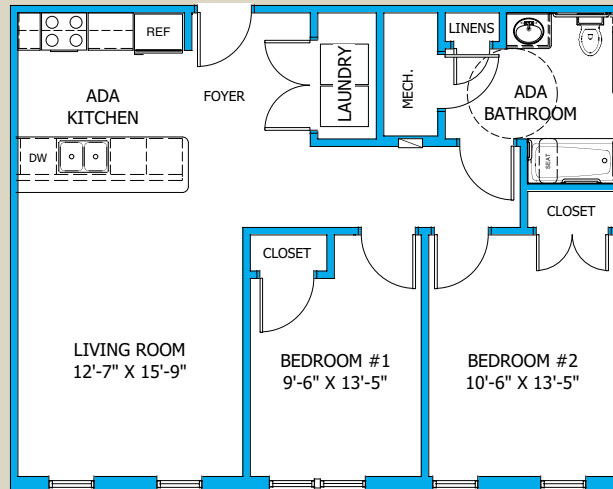 REF
LINENS
ADA
KITCHEN
FOYER
LAUNDRY
MECH.
ADA
BATHROOM
DW
SEAT
CLOSET
CLOSET
LIVING ROOM
12'-7" X 15'-9"
BEDROOM #1
9'-6" X 13'-5"
BEDROOM #2
10'-6" X 13'-5"